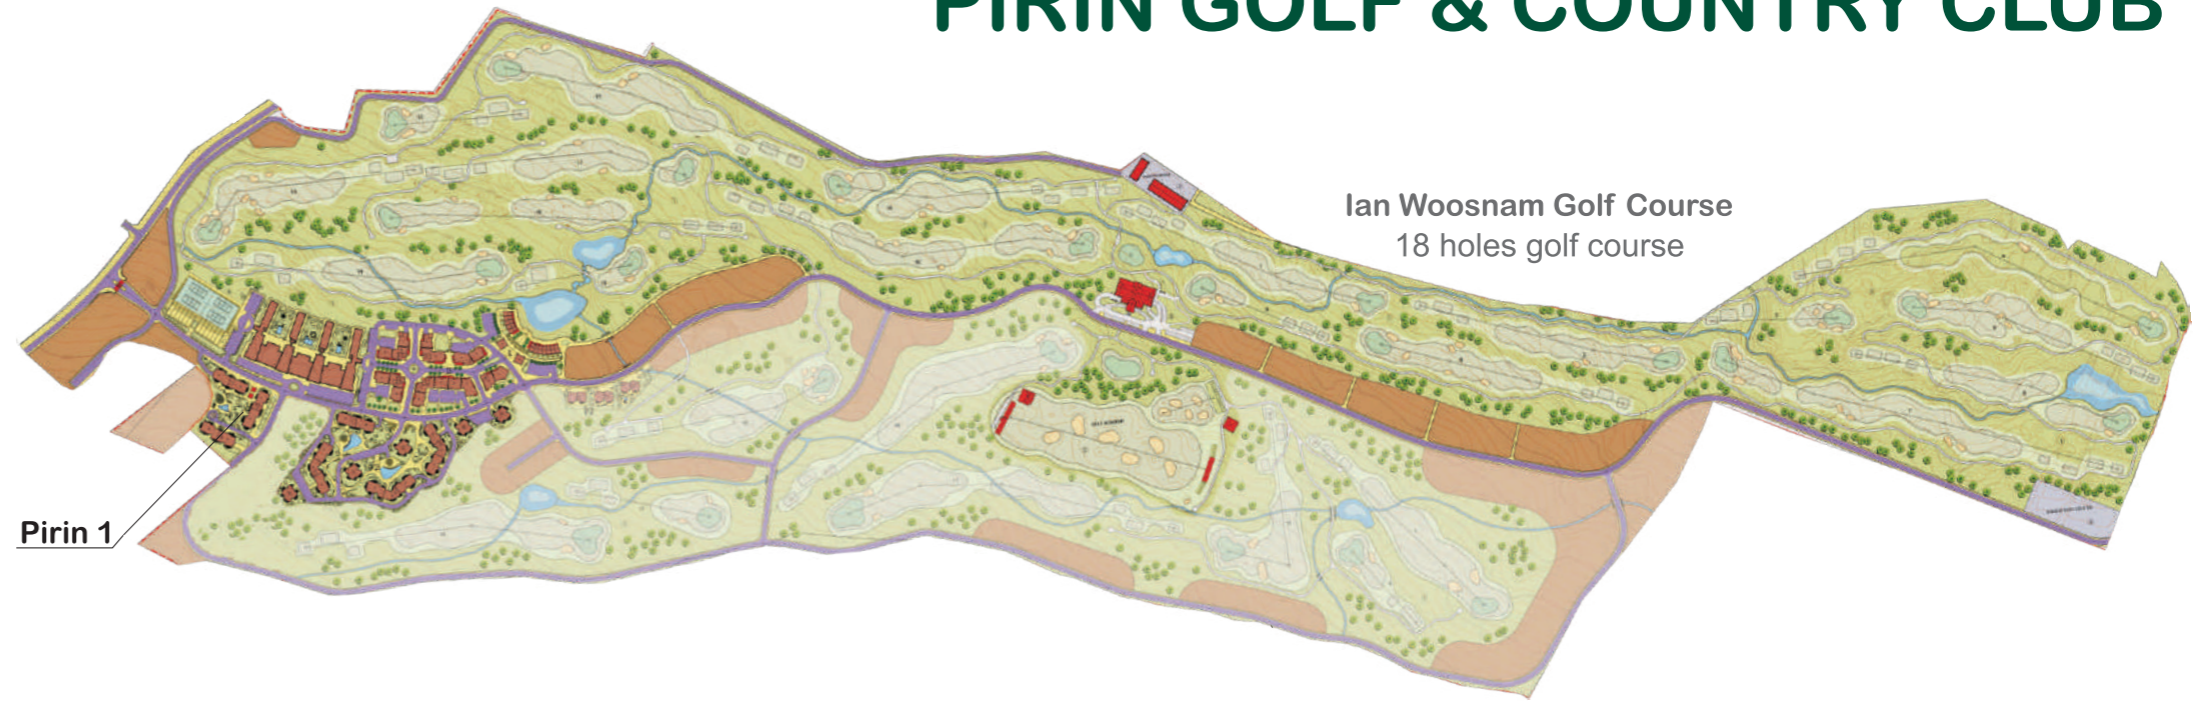 PIRIN GOLF & COUNTRY CLUB
Ian Woosnam Golf Course
18 holes golf course
Pirin 1